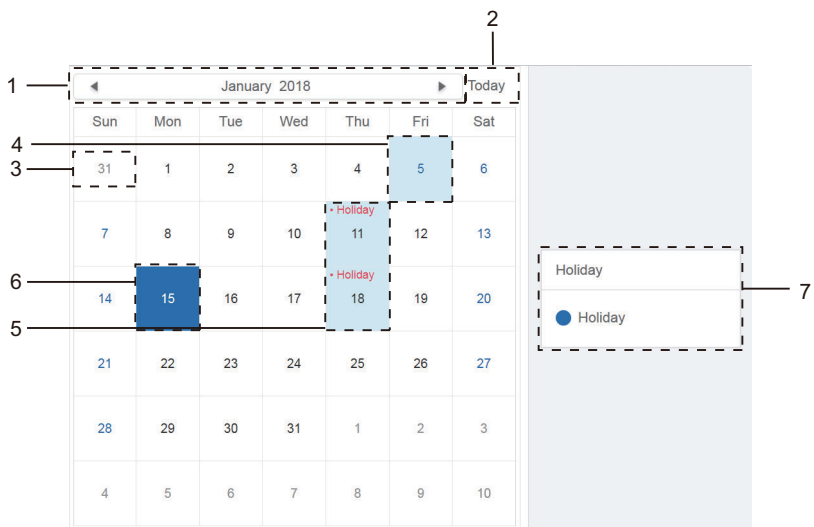 2
1
January 2018
Today
Sun Mon Tue Wed Thu Fri Sat
4
3
31 1 2 3 4 5 6
• Holiday
7 8 9 10 11 12 13
6
• Holiday
14 15 16 17 18 19 20
5
21 22 23 24 25 26 27
28 29 30 31 1 2 3
4 5 6 7 8 9 10
Holiday
Holiday
7